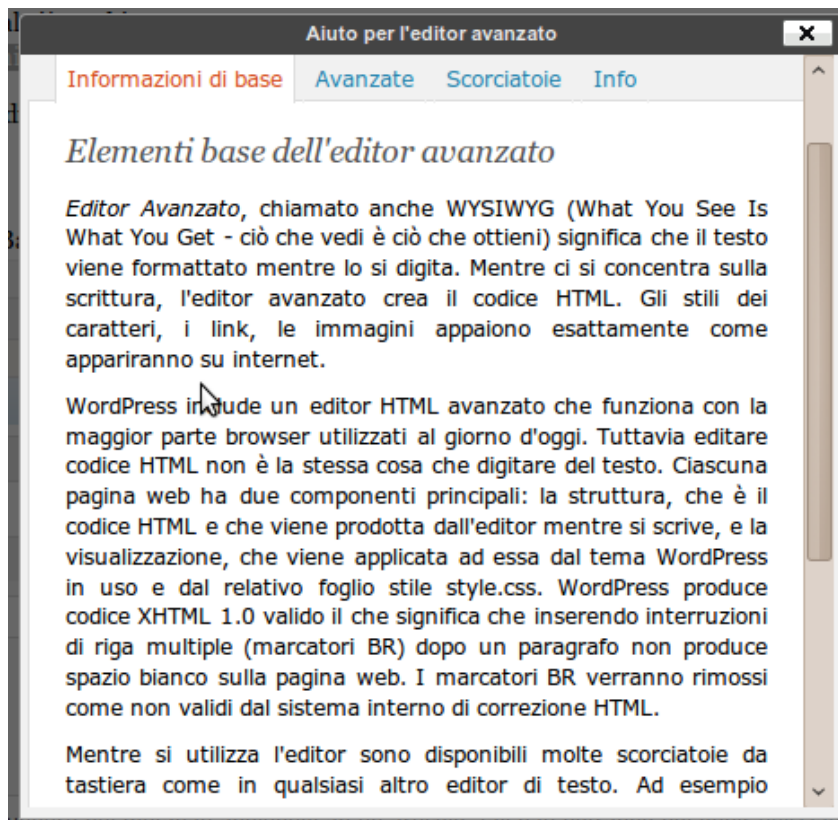 Aiuto per l'editor avanzato
Informazioni di base Avanzate Scorciatoie Info
Elementi base dell'editor avanzato
Editor Avanzato, chiamato anche WYSIWYG (What You See Is
What You Get - ciò che vedi è ciò che ottieni) significa che il testo
viene formattato mentre lo si digita. Mentre ci si concentra sulla
scrittura, l'editor avanzato crea il codice HTML. Gli stili dei
caratteri, i link, le immagini appaiono esattamente come
appariranno su internet.
WordPress include un editor HTML avanzato che funziona con la
maggior parte browser utilizzati al giorno d'oggi. Tuttavia editare
codice HTML non è la stessa cosa che digitare del testo. Ciascuna
pagina web ha due componenti principali: la struttura, che è il
codice HTML e che viene prodotta dall'editor mentre si scrive, e la
visualizzazione, che viene applicata ad essa dal tema WordPress
in uso e dal relativo foglio stile style.css. WordPress produce
codice XHTML 1.0 valido il che significa che inserendo interruzioni
di riga multiple (marcatori BR) dopo un paragrafo non produce
spazio bianco sulla pagina web. I marcatori BR verranno rimossi
come non validi dal sistema interno di correzione HTML.
Mentre si utilizza l'editor sono disponibili molte scorciatoie da
tastiera come in qualsiasi altro editor di testo. Ad esempio